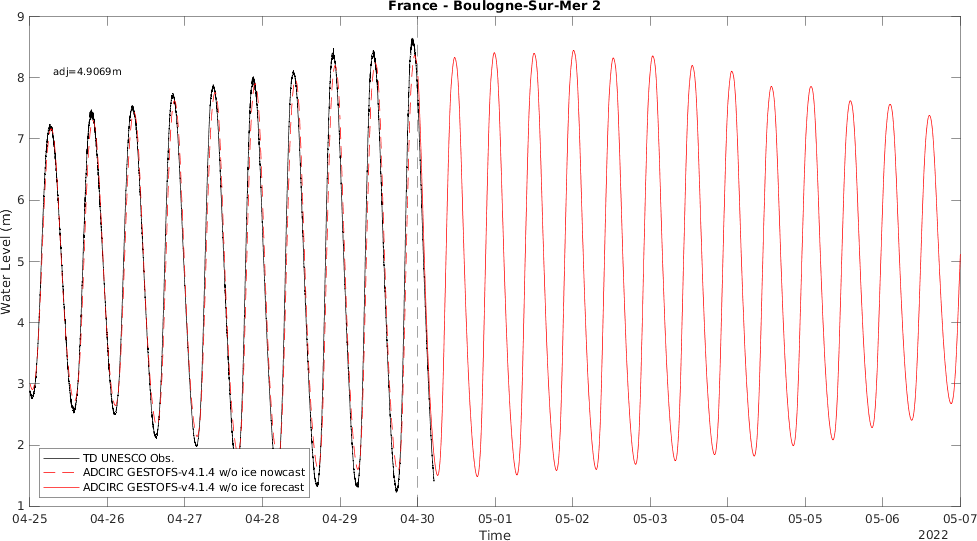 France - Boulogne-Sur-Mer 2
9
8
7
6
5
4
3
2
1
Water Level (m)
adj=4.9069m
TD UNESCO Obs.
ADCIRC GESTOFS-v4.1.4 w/o ice nowcast
ADCIRC GESTOFS-v4.1.4 w/o ice forecast
04-25 04-26 04-27 04-28 04-29 04-30 05-01 05-02 05-03 05-04 05-05 05-06 05-07
Time
2022